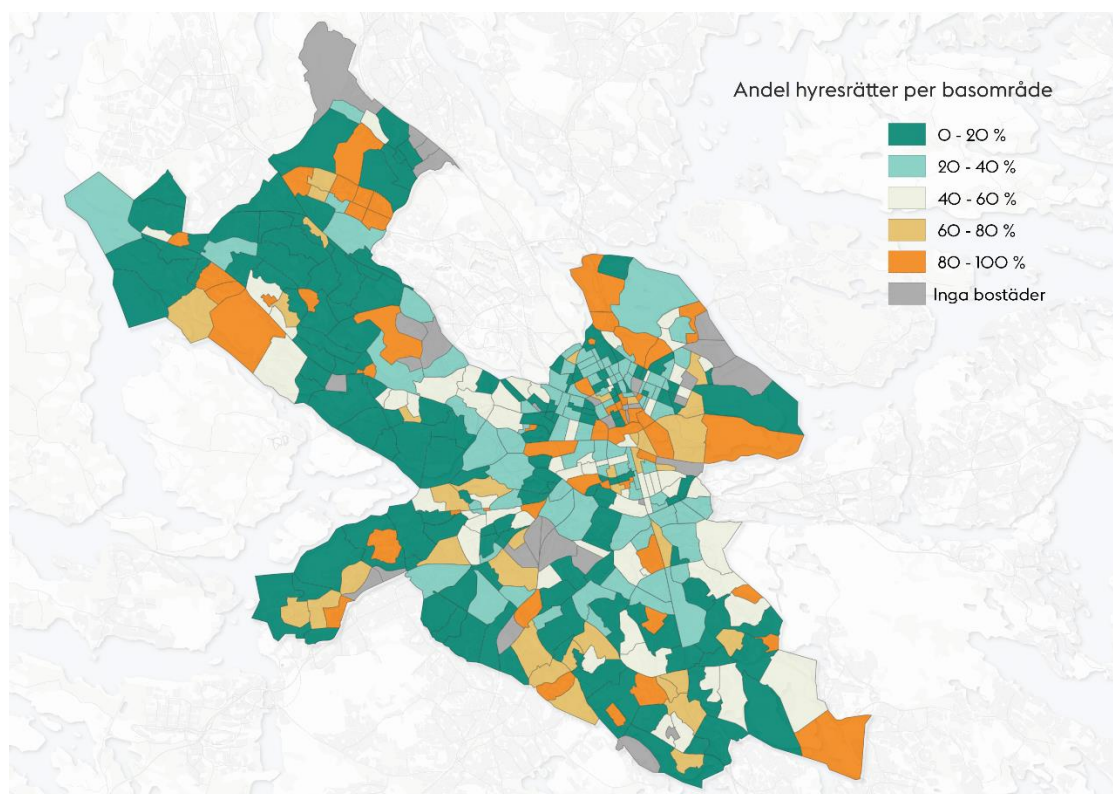 Andel hyresrätter per basområde
0 - 20 %
20 - 40 %
40 - 60 %
60 - 80 %
80 - 100 %
Inga bostäder